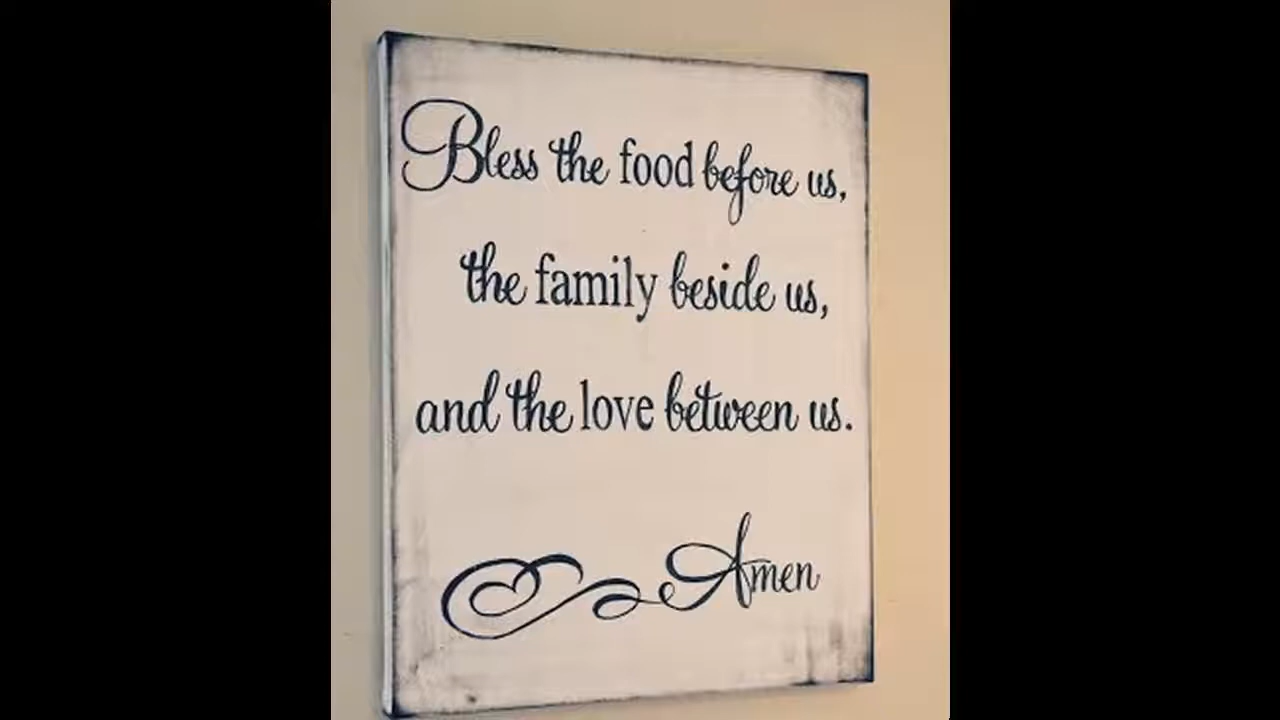 Bless the food before us,
the family beside us,
and the love between us.
Amen